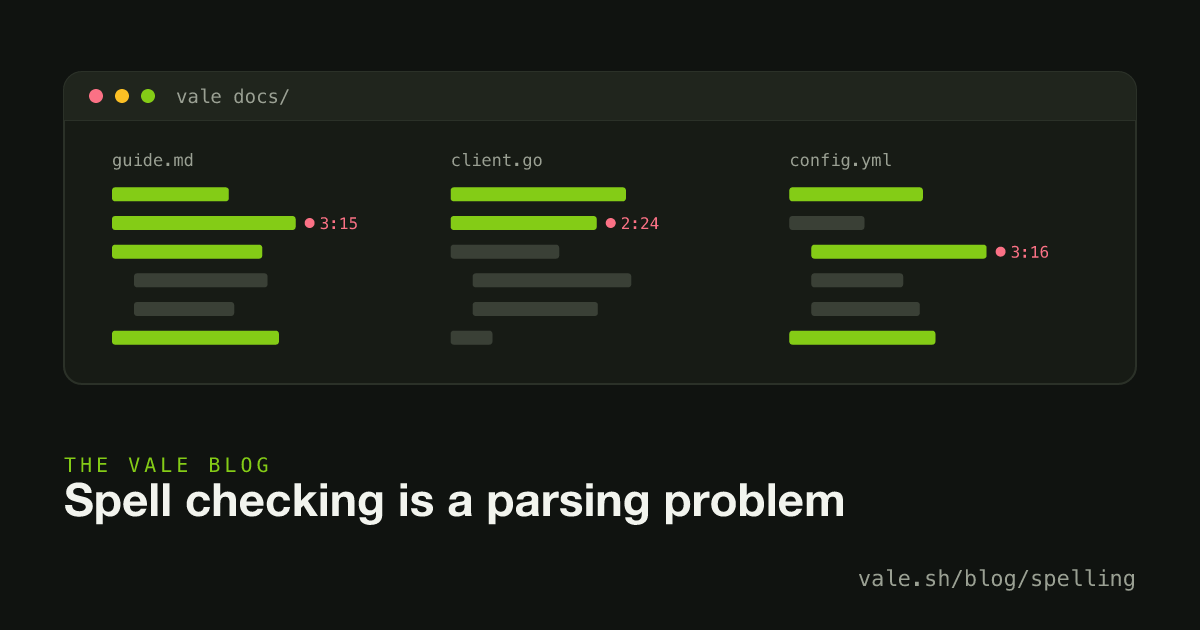 vale docs/
guide.md
3:15
client.go
2:24
config.yml
3:16
THE VALE BLOG
Spell checking is a parsing problem
vale.sh/blog/spelling